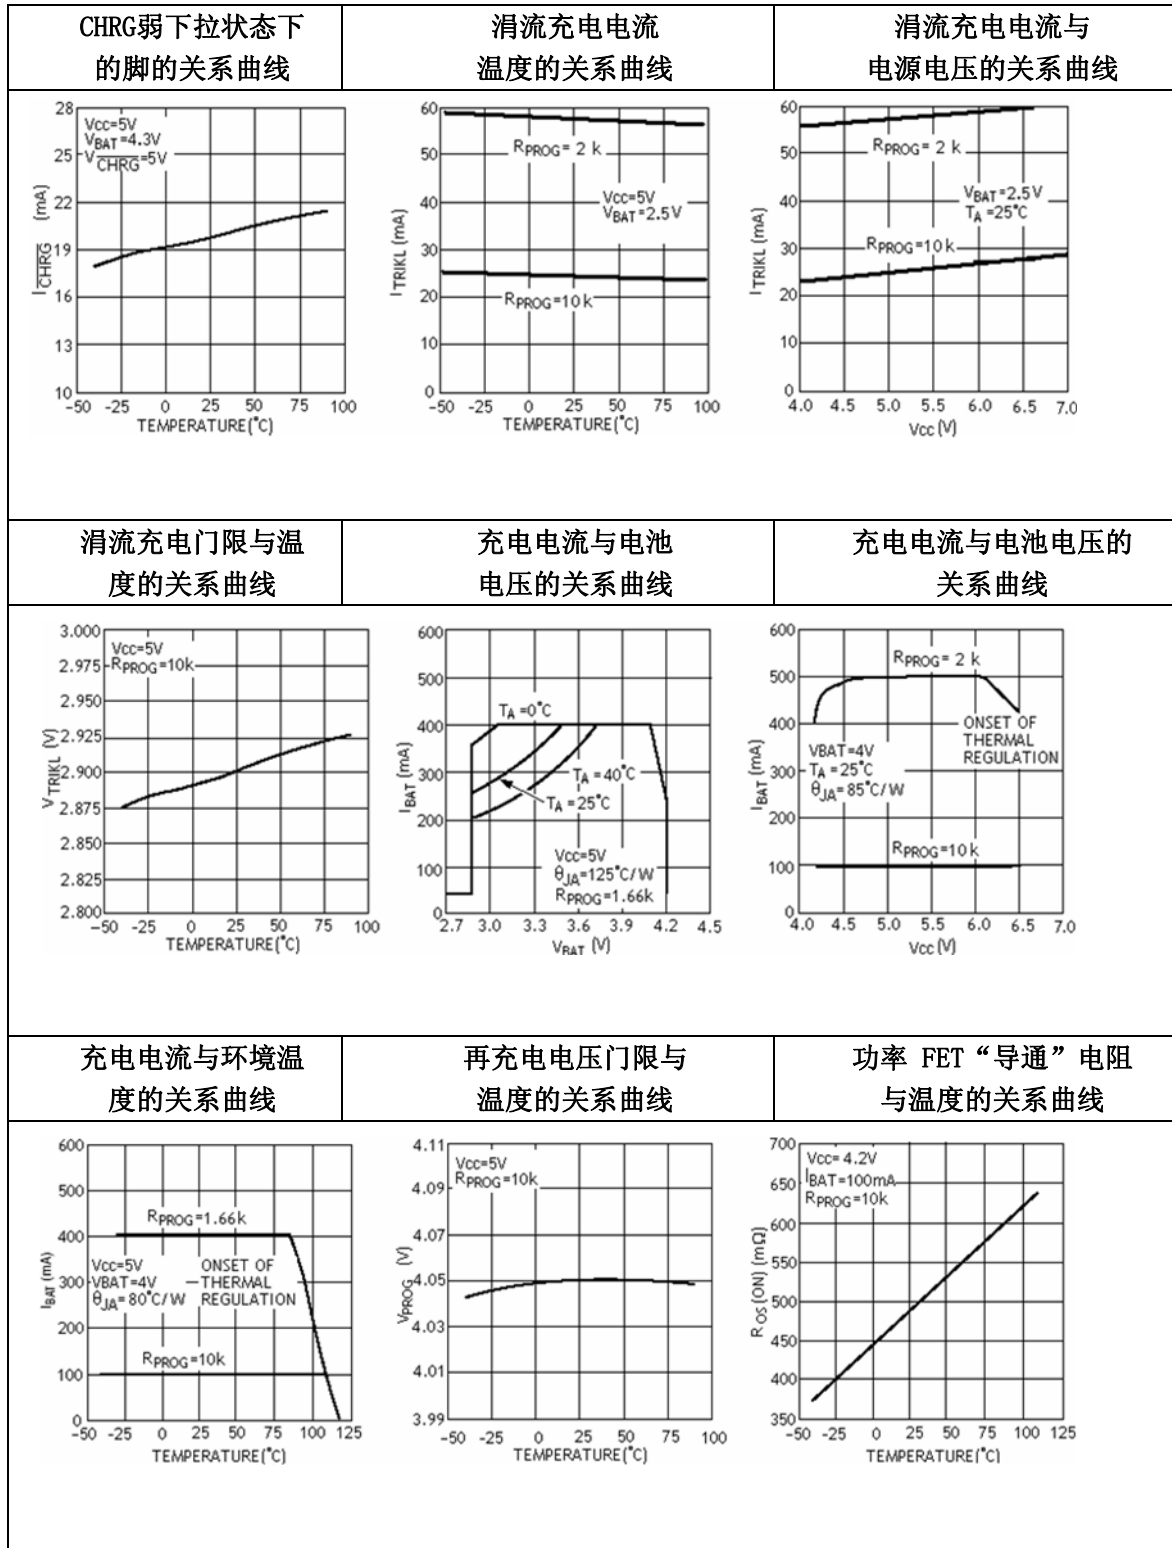 CHRG弱下拉状态下
的脚的关系曲线
涓流充电电流
温度的关系曲线
涓流充电电流与
电源电压的关系曲线
28
25
22
19
16
13
10
Vcc=5V
VBAT=4.3V
VCHRG=5V
ICHRG (mA)
-50 -25 0 25 50 75 100
TEMPERATURE(°C)
60
50
40
30
20
10
0
RPROG= 2 k
Vcc=5V
VBAT=2.5V
RPROG=10k
ITRIKL (mA)
-50 -25 0 25 50 75 100
TEMPERATURE(°C)
60
50
40
30
20
10
0
RPROG= 2 k
VBAT=2.5V
TA=25°C
RPROG=10k
ITRIKL (mA)
4.0 4.5 5.0 5.5 6.0 6.5 7.0
Vcc (V)
涓流充电门限与温
度的关系曲线
充电电流与电池
电压的关系曲线
充电电流与电池电压的
关系曲线
3.000
2.975
2.950
2.925
2.900
2.875
2.850
2.825
2.800
Vcc=5V
RPROG=10k
VTRIKL (V)
-50 -25 0 25 50 75 100
TEMPERATURE(°C)
600
500
400
300
200
100
0
TA=0°C
TA=40°C
TA=25°C
Vcc=5V
θJA=125°C/W
RPROG=1.66k
IBAT (mA)
2.7 3.0 3.3 3.6 3.9 4.2 4.5
VBAT (V)
600
500
400
300
200
100
0
RPROG= 2 k
ONSET OF
THERMAL
REGULATION
VBAT=4V
TA=25°C
θJA=85°C/W
RPROG=10k
IBAT (mA)
4.0 4.5 5.0 5.5 6.0 6.5 7.0
Vcc (V)
充电电流与环境温
度的关系曲线
再充电电压门限与
温度的关系曲线
功率 FET“导通”电阻
与温度的关系曲线
600
500
400
300
200
100
0
RPROG=1.66k
Vcc=5V
VBAT=4V
θJA=80°C/W
ONSET OF
THERMAL
REGULATION
RPROG=10k
IBAT (mA)
-50 -25 0 25 50 75 100 125
TEMPERATURE(°C)
4.11
4.09
4.07
4.05
4.03
4.01
3.99
Vcc=5V
RPROG=10k
VPROG (V)
-50 -25 0 25 50 75 100
TEMPERATURE(°C)
700
650
600
550
500
450
400
350
Vcc= 4.2V
IBAT=100mA
RPROG=10k
ROS (ON) (mΩ)
-50 -25 0 25 50 75 100 125
TEMPERATURE(°C)